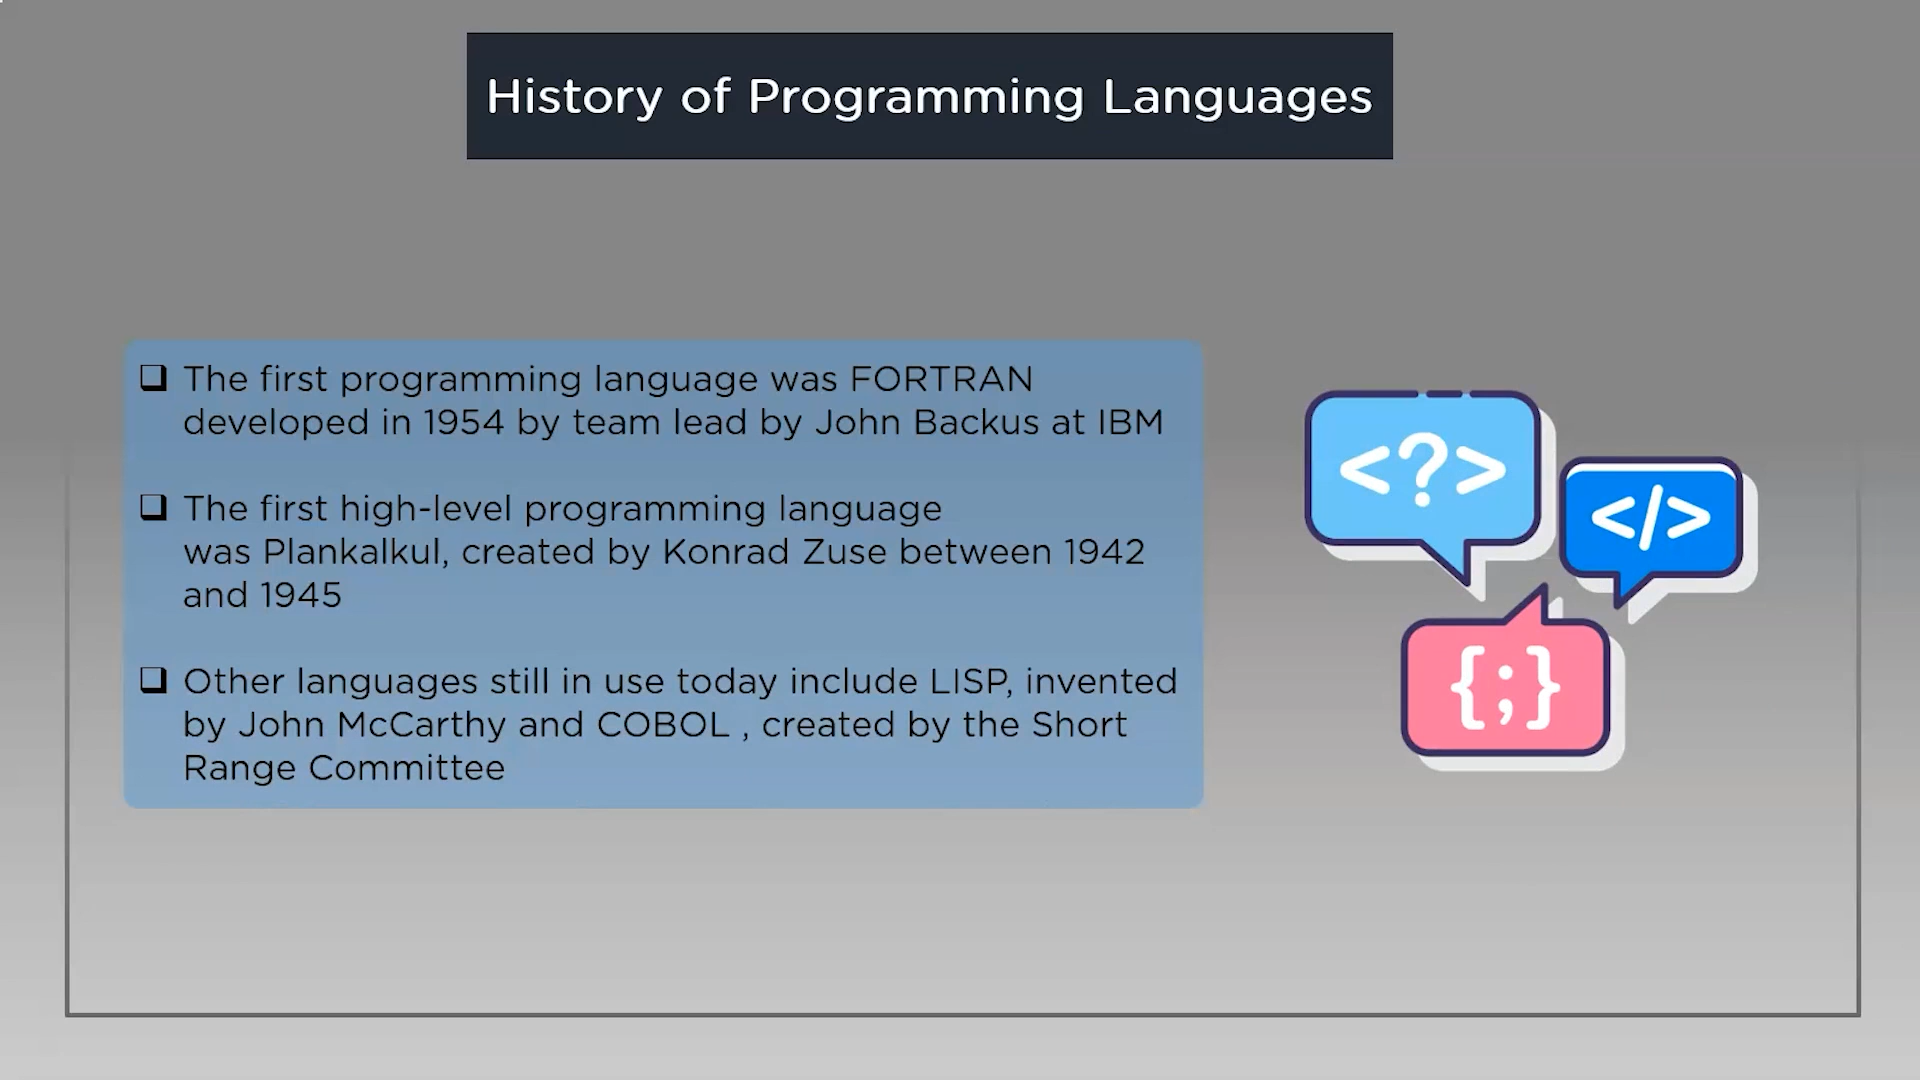 History of Programming Languages
❑ The first programming language was FORTRAN
developed in 1954 by team lead by John Backus at IBM
❑ The first high-level programming language
was Plankalkul, created by Konrad Zuse between 1942
and 1945
❑ Other languages still in use today include LISP, invented
by John McCarthy and COBOL , created by the Short
Range Committee
<?>
</>
{;}